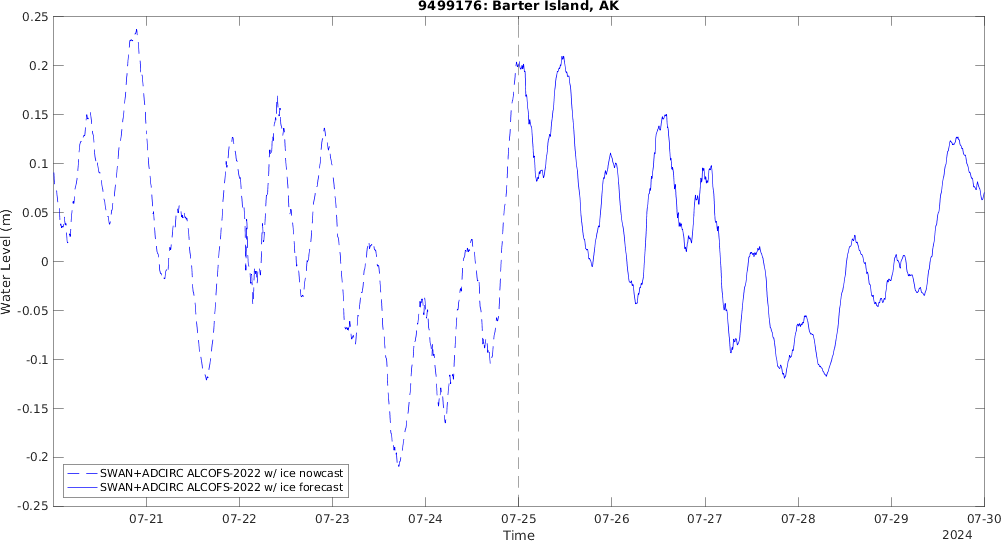 9499176: Barter Island, AK
0.25
0.2
0.15
0.1
0.05
0
-0.05
-0.1
-0.15
-0.2
-0.25
Water Level (m)
SWAN+ADCIRC ALCOFS-2022 w/ ice nowcast
SWAN+ADCIRC ALCOFS-2022 w/ ice forecast
07-21 07-22 07-23 07-24 07-25 07-26 07-27 07-28 07-29 07-30
Time
2024